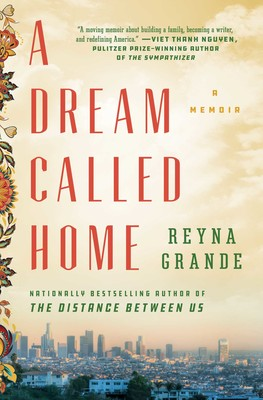 "A moving memoir about building a family, becoming a writer,
and redefining America." —VIET THANH NGUYEN,
PULITZER PRIZE–WINNING AUTHOR
OF THE SYMPATHIZER
A
DREAM
CALLED
HOME
A
MEMOIR
REYNA
GRANDE
NATIONALLY BESTSELLING AUTHOR OF
THE DISTANCE BETWEEN US